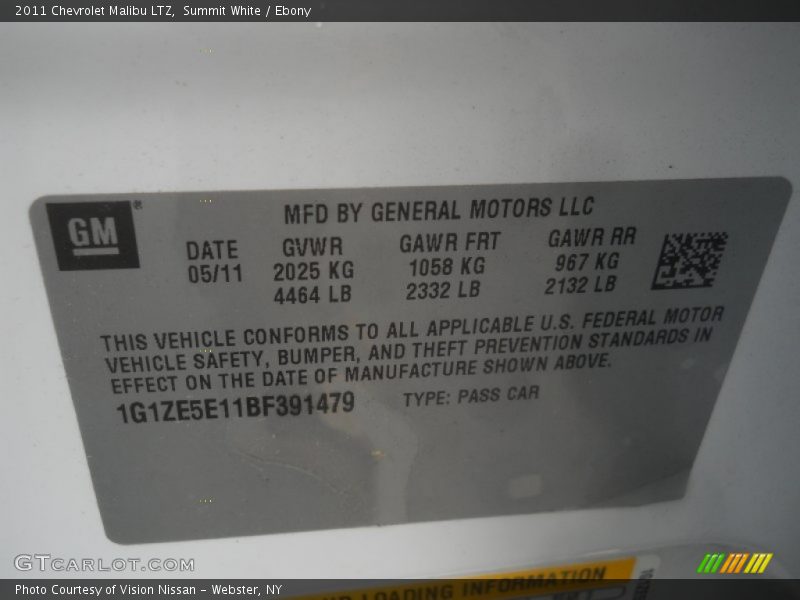 2011 Chevrolet Malibu LTZ, Summit White / Ebony
GM®
MFD BY GENERAL MOTORS LLC
DATE GVWR GAWR FRT GAWR RR
05/11 2025 KG 1058 KG 967 KG
4464 LB 2332 LB 2132 LB
THIS VEHICLE CONFORMS TO ALL APPLICABLE U.S. FEDERAL MOTOR
VEHICLE SAFETY, BUMPER, AND THEFT PREVENTION STANDARDS IN
EFFECT ON THE DATE OF MANUFACTURE SHOWN ABOVE.
1G1ZE5E11BF391479 TYPE: PASS CAR
GTCARLOT.COM
LOADING INFORMATION
Photo Courtesy of Vision Nissan - Webster, NY